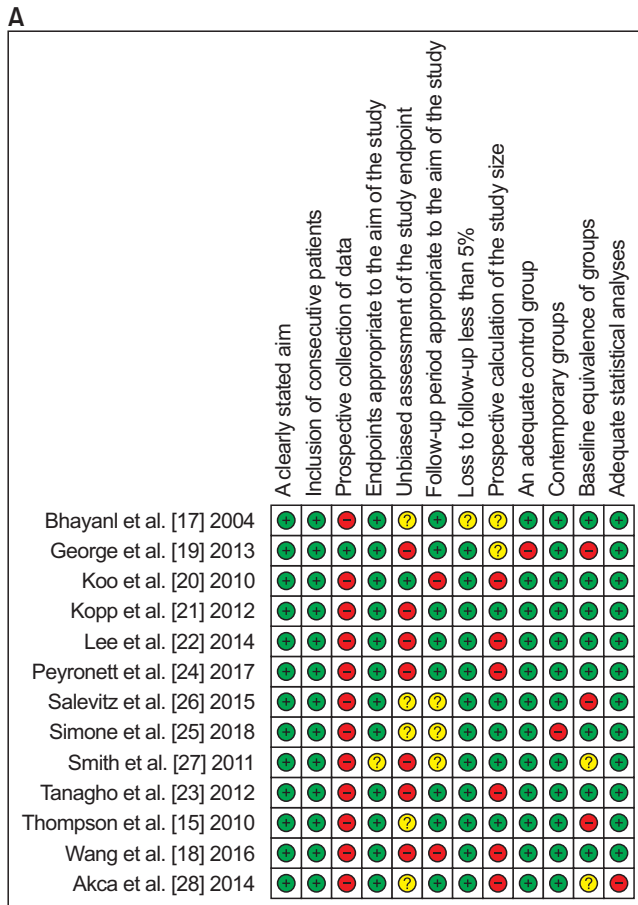 A
A clearly stated aim
Inclusion of consecutive patients
Prospective collection of data
Endpoints appropriate to the aim of the study
Unbiased assessment of the study endpoint
Follow-up period appropriate to the aim of the study
Loss to follow-up less than 5%
Prospective calculation of the study size
An adequate control group
Contemporary groups
Baseline equivalence of groups
Adequate statistical analyses
Bhayanl et al. [17] 2004 + + - + ? + ? ? + + + +
George et al. [19] 2013 + + + + - + + ? - + - +
Koo et al. [20] 2010 + + - + + - + - + + + +
Kopp et al. [21] 2012 + + - + - + + + + + + +
Lee et al. [22] 2014 + + - + - + + - + + + +
Peyronett et al. [24] 2017 + + - + - + + - + + + +
Salevitz et al. [26] 2015 + + - + ? ? + + + + - +
Simone et al. [25] 2018 + + - + ? ? + + + - + +
Smith et al. [27] 2011 + + - ? - ? + + + + ? +
Tanagho et al. [23] 2012 + + - + - + + - + + + +
Thompson et al. [15] 2010 + + - + ? + + + + + - +
Wang et al. [18] 2016 + + - + - - + - + + + +
Akca et al. [28] 2014 + + - + ? + + - + + ? -